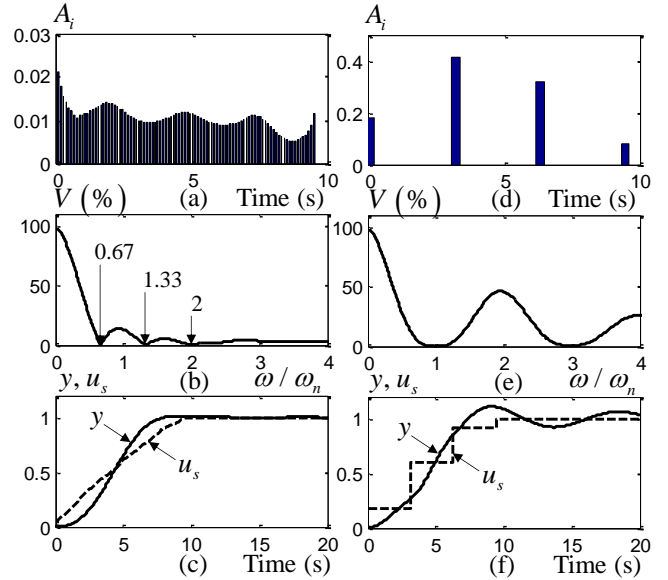 A_i A_i
0.03
0.02
0.01
0
0 5 10
(a) Time (s)
0.4
0.2
0
0 5 10
(d) Time (s)
V (%)
100
50
0
0.67
1.33
2
0 1 2 3 4
(b) ω / ω_n
V (%)
100
50
0
0 1 2 3 4
(e) ω / ω_n
y, u_s
1
0.5
0
y
u_s
0 5 10 15 20
(c) Time (s)
y, u_s
1
0.5
0
y
u_s
0 5 10 15 20
(f) Time (s)